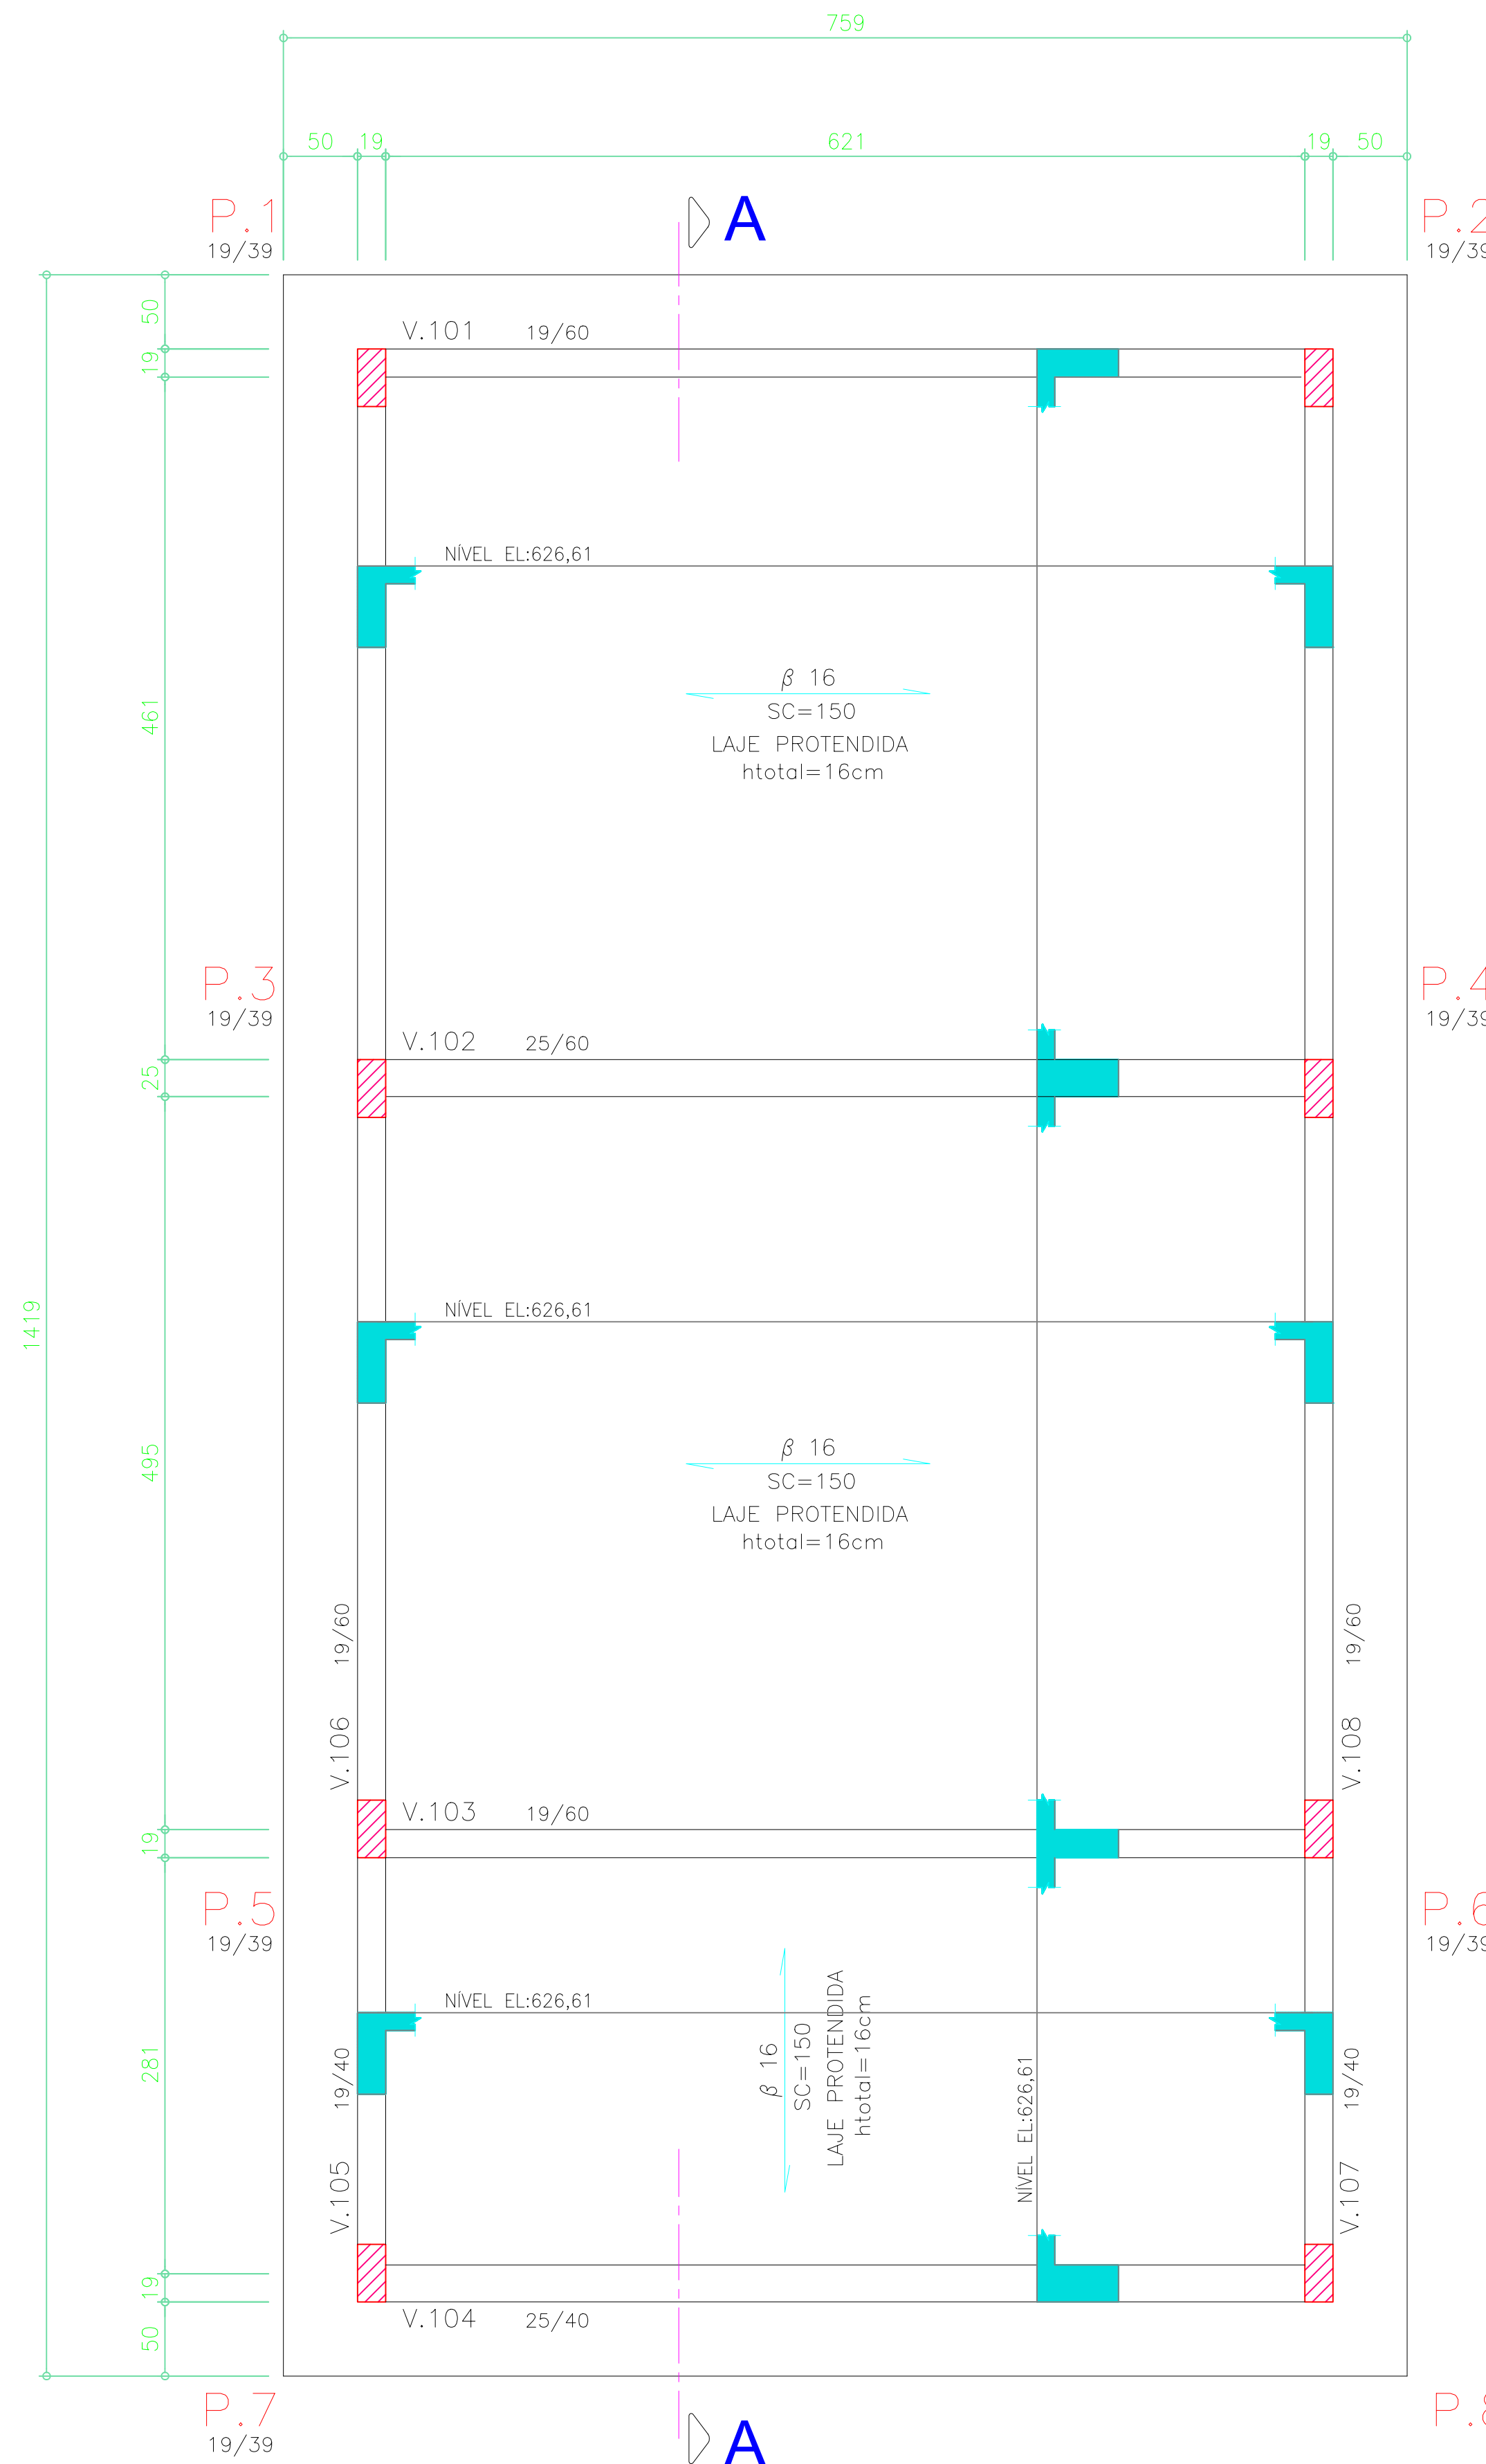 759
50 19 621 19 50
A
P.1
19/39
P.2
19/39
50
V.101 19/60
19
NÍVEL EL:626,61
β 16
SC=150
LAJE PROTENDIDA
htotal=16cm
461
P.3
19/39
P.4
19/39
V.102 25/60
25
NÍVEL EL:626,61
1419
β 16
SC=150
LAJE PROTENDIDA
htotal=16cm
495
V.106 19/60
V.108 19/60
V.103 19/60
19
P.5
19/39
P.6
19/39
NÍVEL EL:626,61
281
V.105 19/40
β 16
SC=150
LAJE PROTENDIDA
htotal=16cm
NÍVEL EL:626,61
V.107 19/40
19
V.104 25/40
50
P.7
19/39
P.8
A